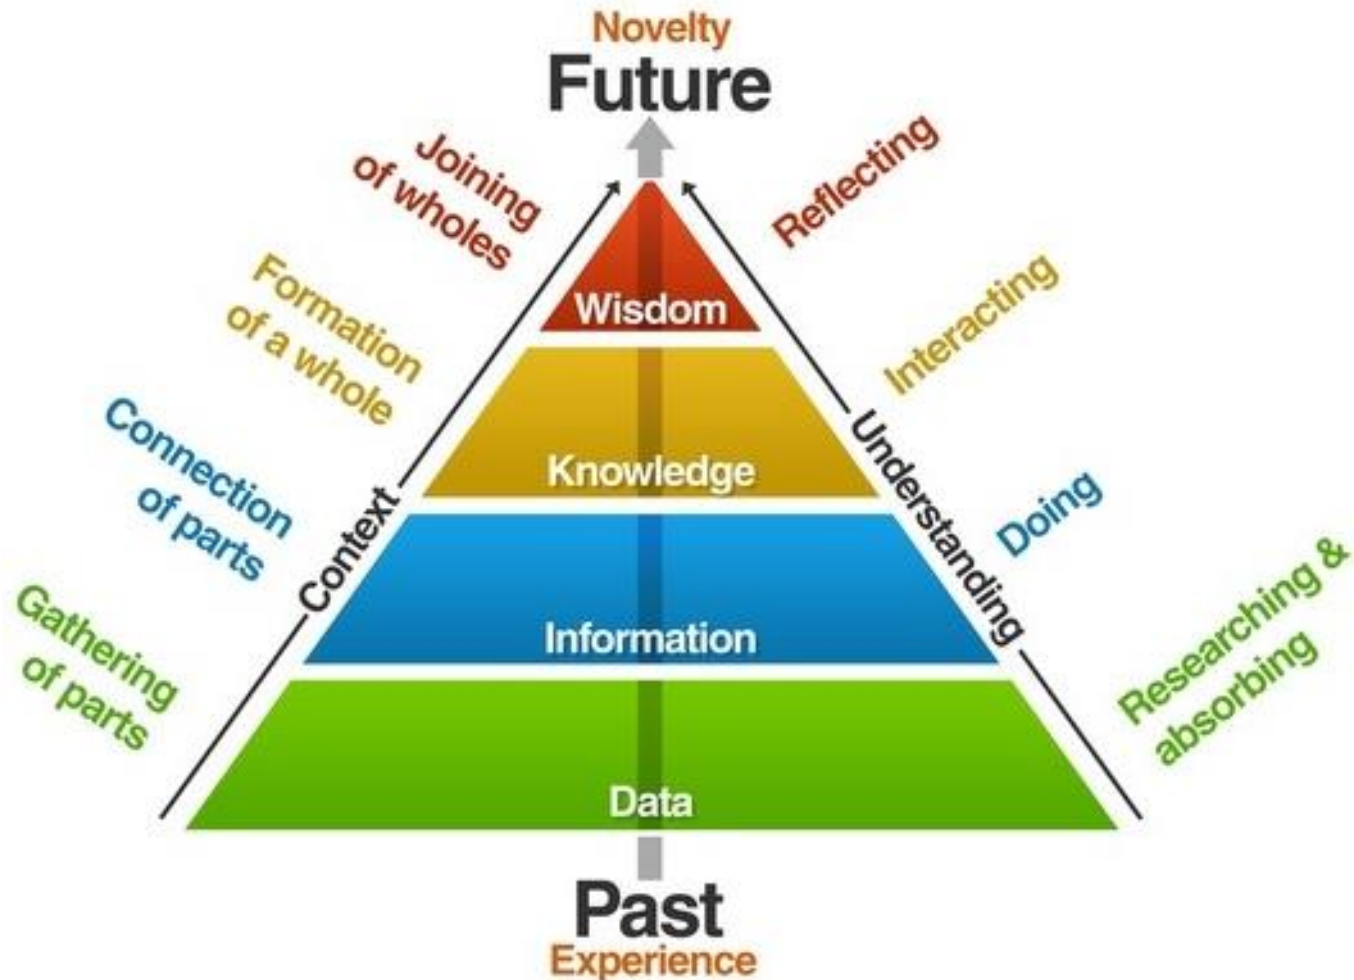 Novelty
Future
Joining
of wholes
Reflecting
Wisdom
Formation
of a whole
Interacting
Knowledge
Connection
of parts
Context
Understanding
Doing
Information
Gathering
of parts
Researching &
absorbing
Data
Past
Experience